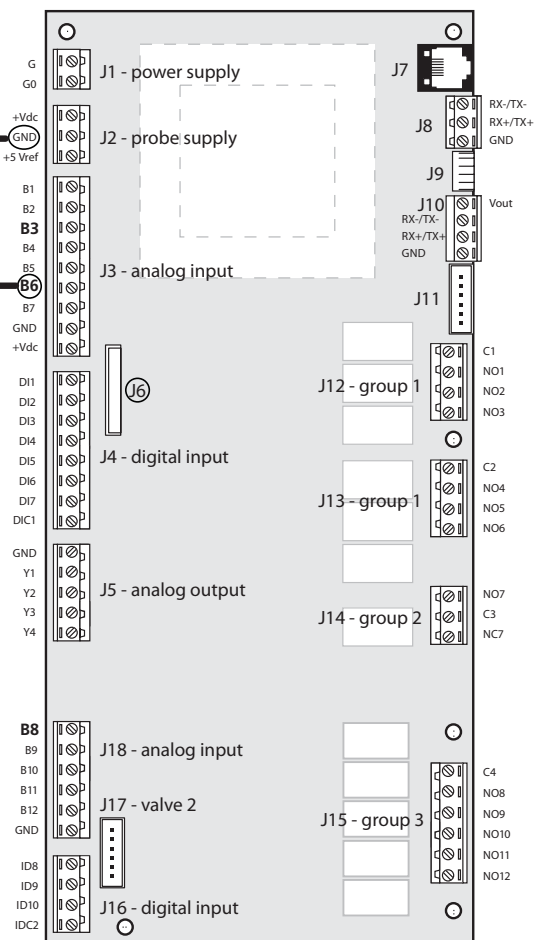 G
G0
J1 - power supply
+Vdc
GND
+5 Vref
J2 - probe supply
B1
B2
B3
B4
B5
B6
B7
GND
+Vdc
J3 - analog input
J6
DI1
DI2
DI3
DI4
DI5
DI6
DI7
DIC1
J4 - digital input
GND
Y1
Y2
Y3
Y4
J5 - analog output
B8
B9
B10
B11
B12
GND
J18 - analog input
J17 - valve 2
ID8
ID9
ID10
IDC2
J16 - digital input
J7
J8
RX-/TX-
RX+/TX+
GND
J9
J10
Vout
RX-/TX-
RX+/TX+
GND
J11
J12 - group 1
C1
NO1
NO2
NO3
J13 - group 1
C2
NO4
NO5
NO6
J14 - group 2
NO7
C3
NC7
J15 - group 3
C4
NO8
NO9
NO10
NO11
NO12